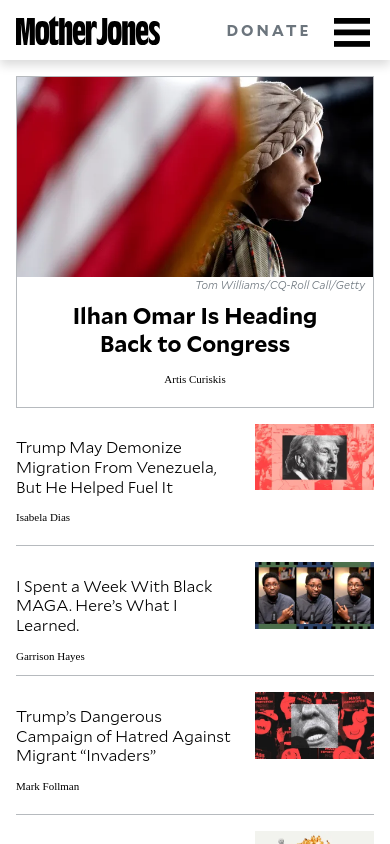 Mother Jones
DONATE
Tom Williams/CQ-Roll Call/Getty
Ilhan Omar Is Heading
Back to Congress
Artis Curiskis
Trump May Demonize
Migration From Venezuela,
But He Helped Fuel It
Isabela Dias
I Spent a Week With Black
MAGA. Here’s What I
Learned.
Garrison Hayes
Trump’s Dangerous
Campaign of Hatred Against
Migrant “Invaders”
Mark Follman